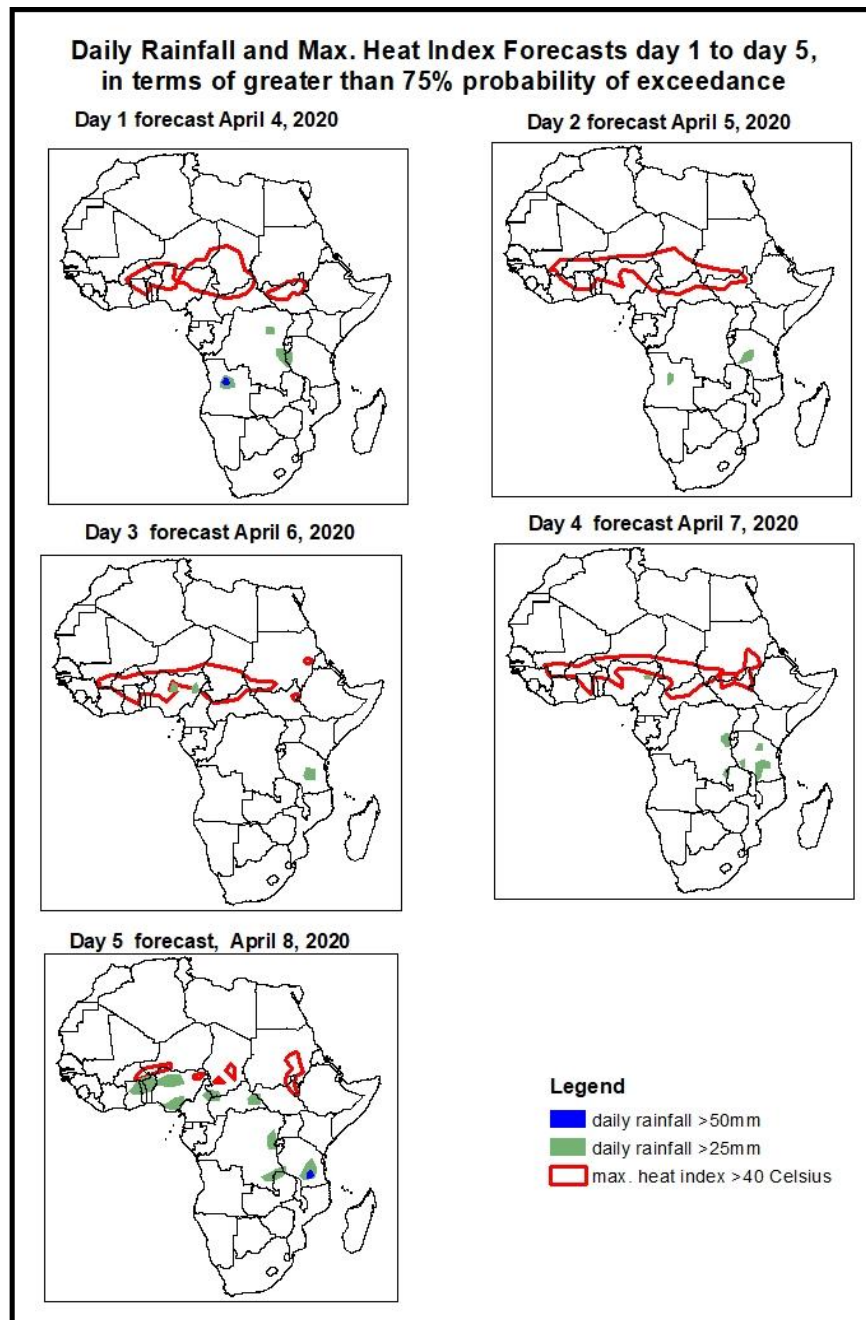 Daily Rainfall and Max. Heat Index Forecasts day 1 to day 5,
in terms of greater than 75% probability of exceedance
Day 1 forecast April 4, 2020
Day 2 forecast April 5, 2020
Day 3 forecast April 6, 2020
Day 4 forecast April 7, 2020
Day 5 forecast, April 8, 2020
Legend
daily rainfall >50mm
daily rainfall >25mm
max. heat index >40 Celsius